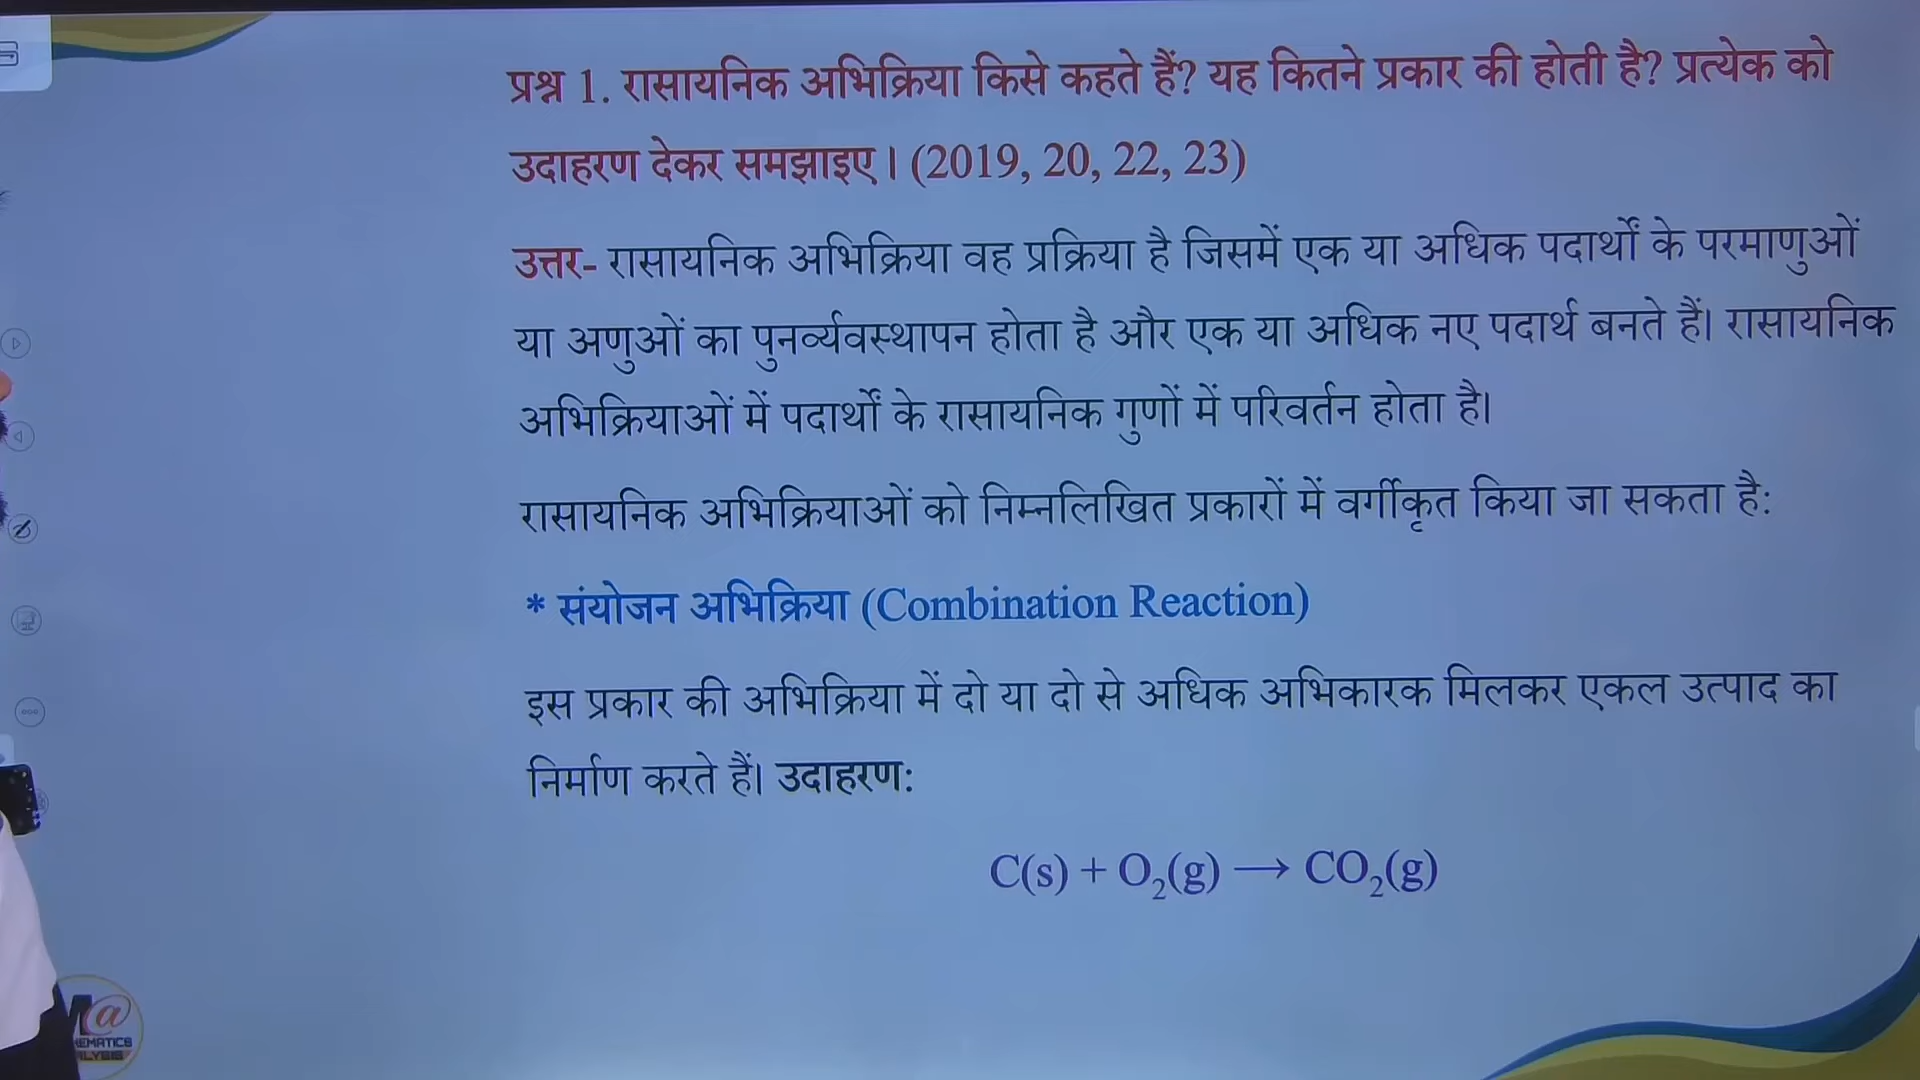 प्रश्न 1. रासायनिक अभिक्रिया किसे कहते हैं? यह कितने प्रकार की होती है? प्रत्येक को
उदाहरण देकर समझाइए । (2019, 20, 22, 23)
उत्तर- रासायनिक अभिक्रिया वह प्रक्रिया है जिसमें एक या अधिक पदार्थों के परमाणुओं
या अणुओं का पुनर्व्यवस्थापन होता है और एक या अधिक नए पदार्थ बनते हैं। रासायनिक
अभिक्रियाओं में पदार्थों के रासायनिक गुणों में परिवर्तन होता है।
रासायनिक अभिक्रियाओं को निम्नलिखित प्रकारों में वर्गीकृत किया जा सकता है:
* संयोजन अभिक्रिया (Combination Reaction)
इस प्रकार की अभिक्रिया में दो या दो से अधिक अभिकारक मिलकर एकल उत्पाद का
निर्माण करते हैं। उदाहरण:
C(s) + O₂(g) → CO₂(g)